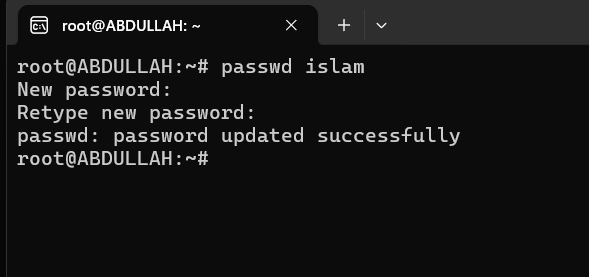 root@ABDULLAH: ~
root@ABDULLAH:~# passwd islam
New password:
Retype new password:
passwd: password updated successfully
root@ABDULLAH:~#